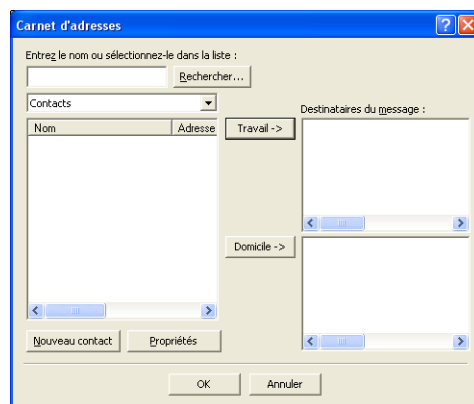 Carnet d'adresses
Entrez le nom ou sélectionnez-le dans la liste :
Rechercher...
Contacts
Destinataires du message :
Nom Adresse
Travail ->
Domicile ->
Nouveau contact Propriétés
OK Annuler